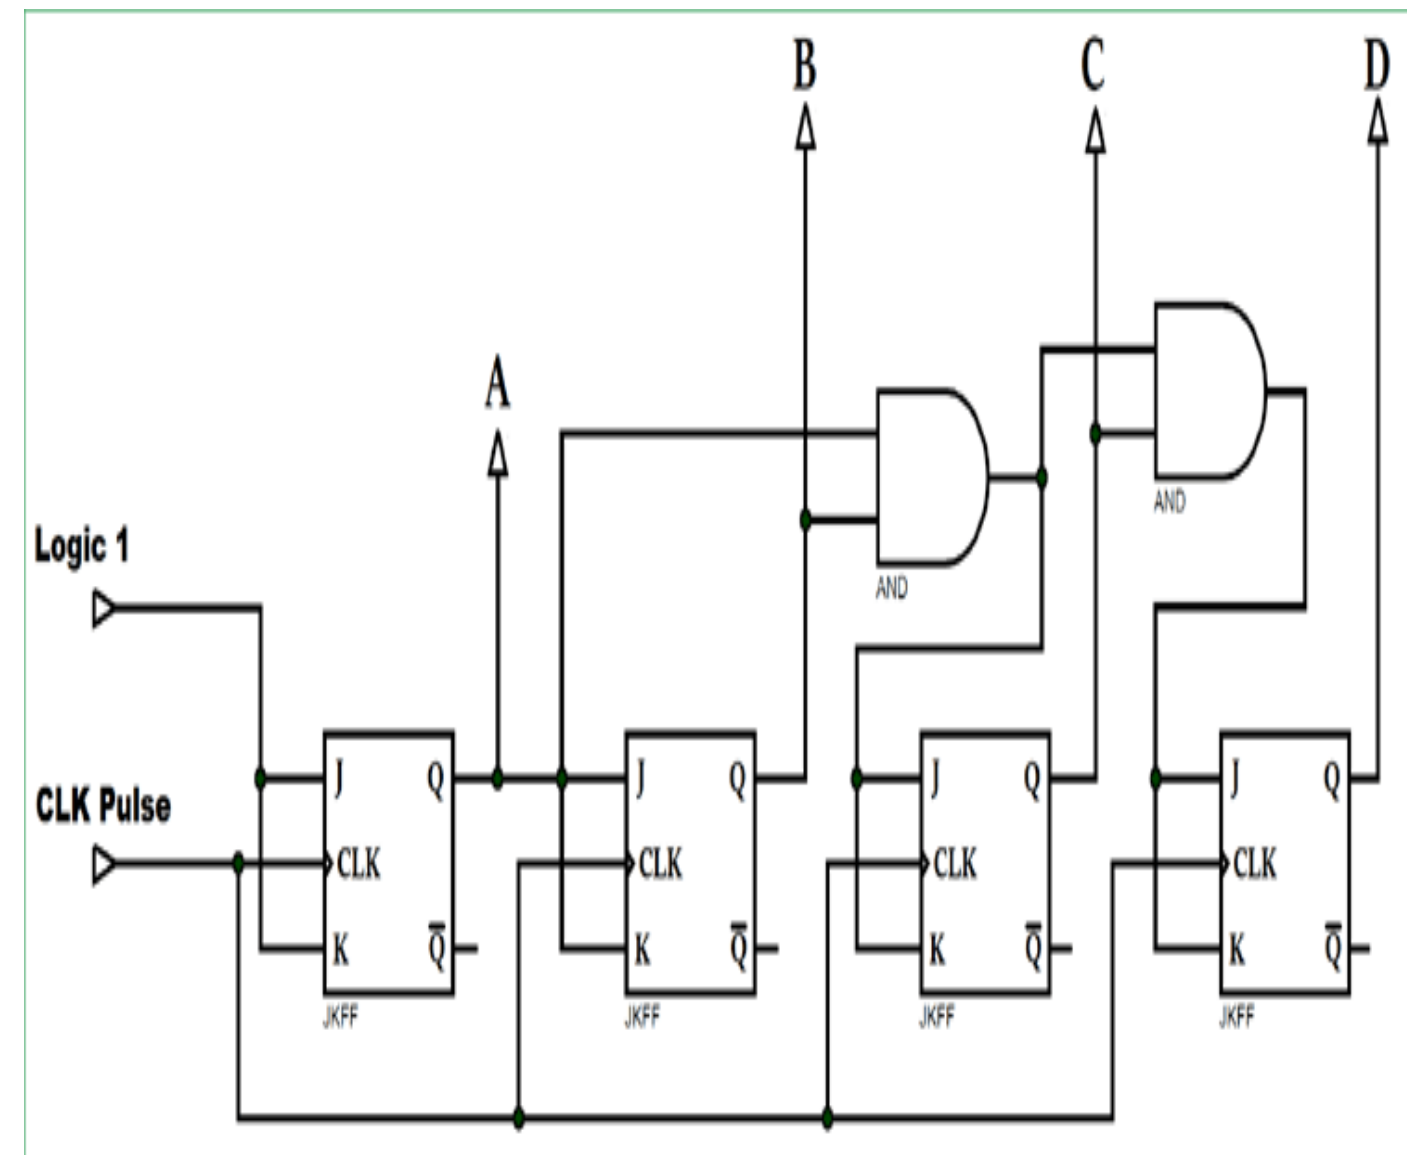 B
C
D
A
AND
Logic 1
AND
J Q J Q J Q J Q
CLK Pulse
CLK CLK CLK CLK
K Q̅ K Q̅ K Q̅ K Q̅
JKFF JKFF JKFF JKFF